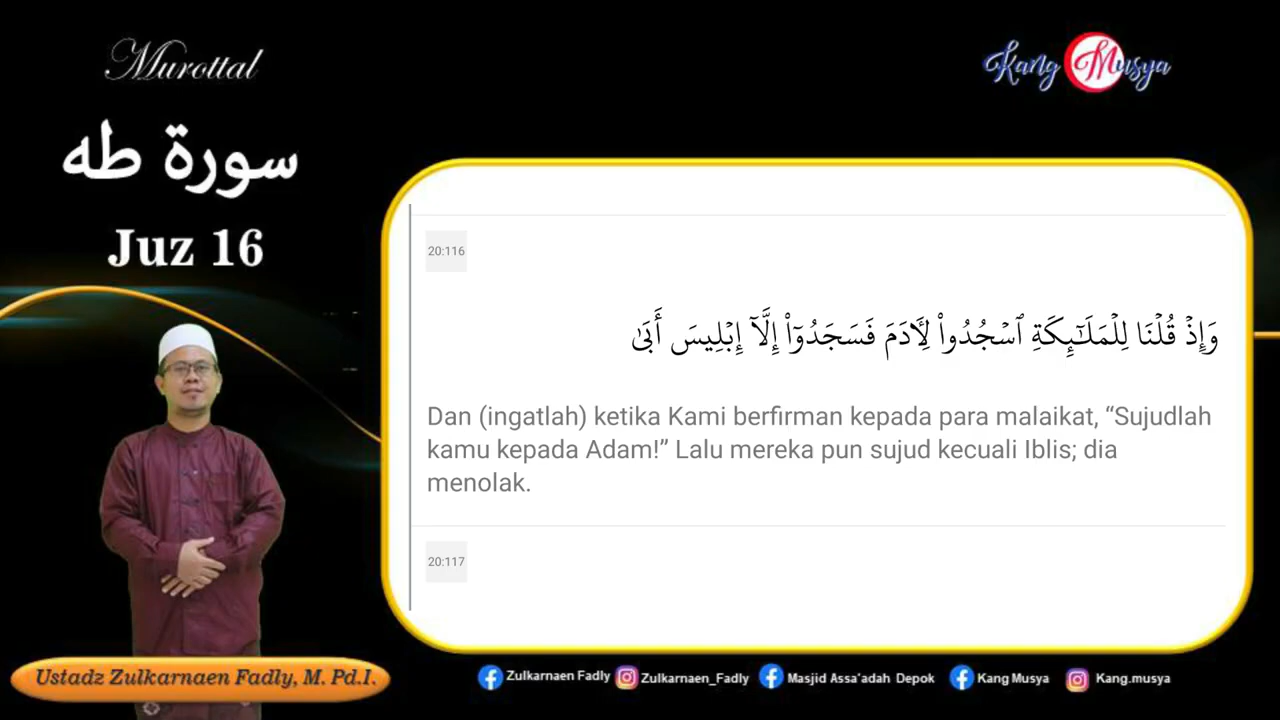 Murottal
سورة طه
Juz 16
Kang Musya
20:116
وَإِذْ قُلْنَا لِلْمَلَـٰٓئِكَةِ ٱسْجُدُوا۟ لِـَٔادَمَ فَسَجَدُوٓا۟ إِلَّآ إِبْلِيسَ أَبَىٰ
Dan (ingatlah) ketika Kami berfirman kepada para malaikat, “Sujudlah
kamu kepada Adam!” Lalu mereka pun sujud kecuali Iblis; dia
menolak.
20:117
Ustadz Zulkarnaen Fadly, M. Pd.I.
Zulkarnaen Fadly Zulkarnaen_Fadly Masjid Assa'adah Depok Kang Musya Kang.musya